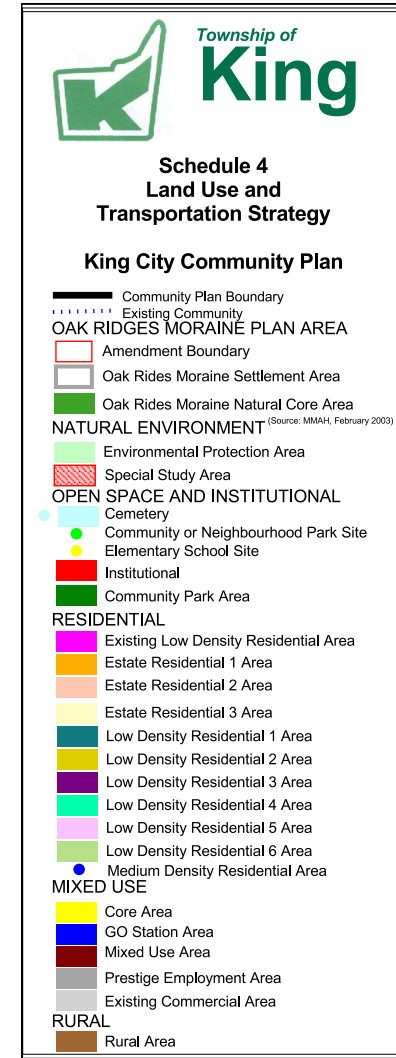 Township of
King
Schedule 4
Land Use and
Transportation Strategy
King City Community Plan
Community Plan Boundary
Existing Community
OAK RIDGES MORAINE PLAN AREA
Amendment Boundary
Oak Rides Moraine Settlement Area
Oak Rides Moraine Natural Core Area
(Source: MMAH, February 2003)
NATURAL ENVIRONMENT
Environmental Protection Area
Special Study Area
OPEN SPACE AND INSTITUTIONAL
Cemetery
Community or Neighbourhood Park Site
Elementary School Site
Institutional
Community Park Area
RESIDENTIAL
Existing Low Density Residential Area
Estate Residential 1 Area
Estate Residential 2 Area
Estate Residential 3 Area
Low Density Residential 1 Area
Low Density Residential 2 Area
Low Density Residential 3 Area
Low Density Residential 4 Area
Low Density Residential 5 Area
Low Density Residential 6 Area
Medium Density Residential Area
MIXED USE
Core Area
GO Station Area
Mixed Use Area
Prestige Employment Area
Existing Commercial Area
RURAL
Rural Area